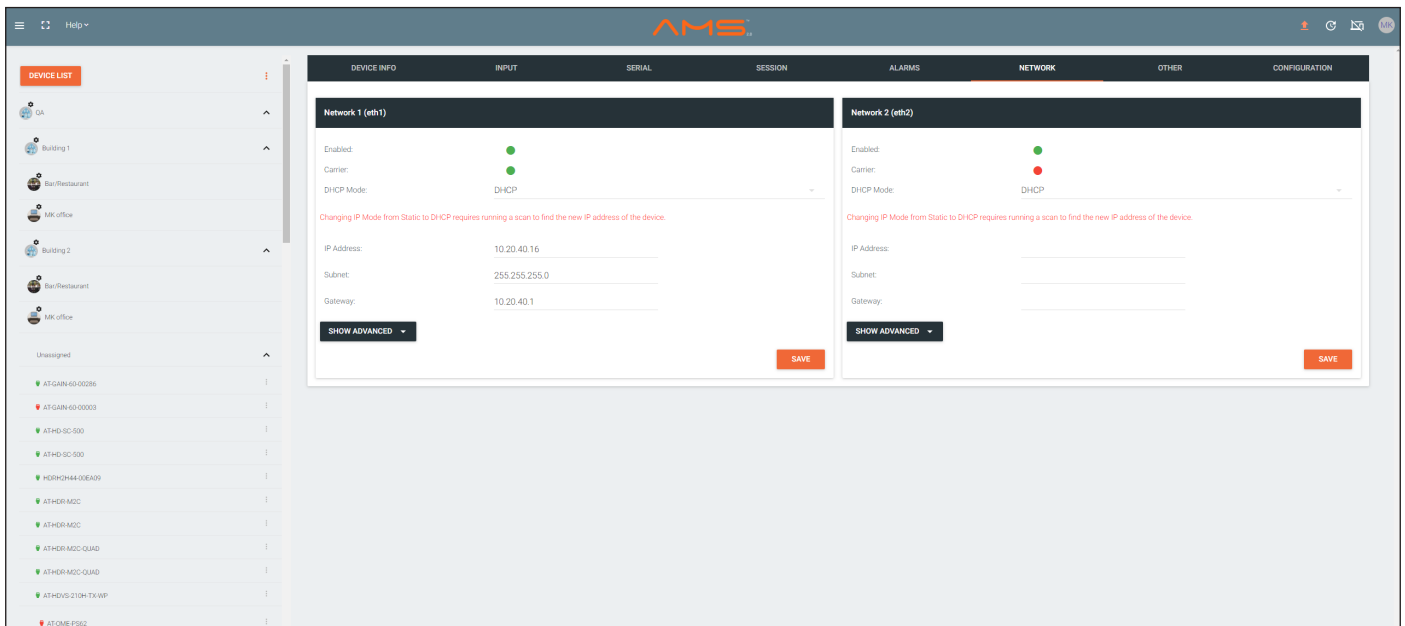 Help
AMS
MK
DEVICE LIST
QA
Building 1
Bar/Restaurant
MK office
Building 2
Bar/Restaurant
MK office
Unassigned
AT-GAIN-60-00286
AT-GAIN-60-00003
AT-HD-SC-500
AT-HD-SC-500
HDRH2H44-00EA09
AT-HDR-M2C
AT-HDR-M2C
AT-HDR-M2C-QUAD
AT-HDR-M2C-QUAD
AT-HDVS-210H-TX-WP
AT-OME-PS62
DEVICE INFO INPUT SERIAL SESSION ALARMS NETWORK OTHER CONFIGURATION
Network 1 (eth1)
Enabled:
Carrier:
DHCP Mode: DHCP
Changing IP Mode from Static to DHCP requires running a scan to find the new IP address of the device.
IP Address: 10.20.40.16
Subnet: 255.255.255.0
Gateway: 10.20.40.1
SHOW ADVANCED
SAVE
Network 2 (eth2)
Enabled:
Carrier:
DHCP Mode: DHCP
Changing IP Mode from Static to DHCP requres running a scan to find the new IP address of the device.
IP Address:
Subnet:
Gateway:
SHOW ADVANCED
SAVE